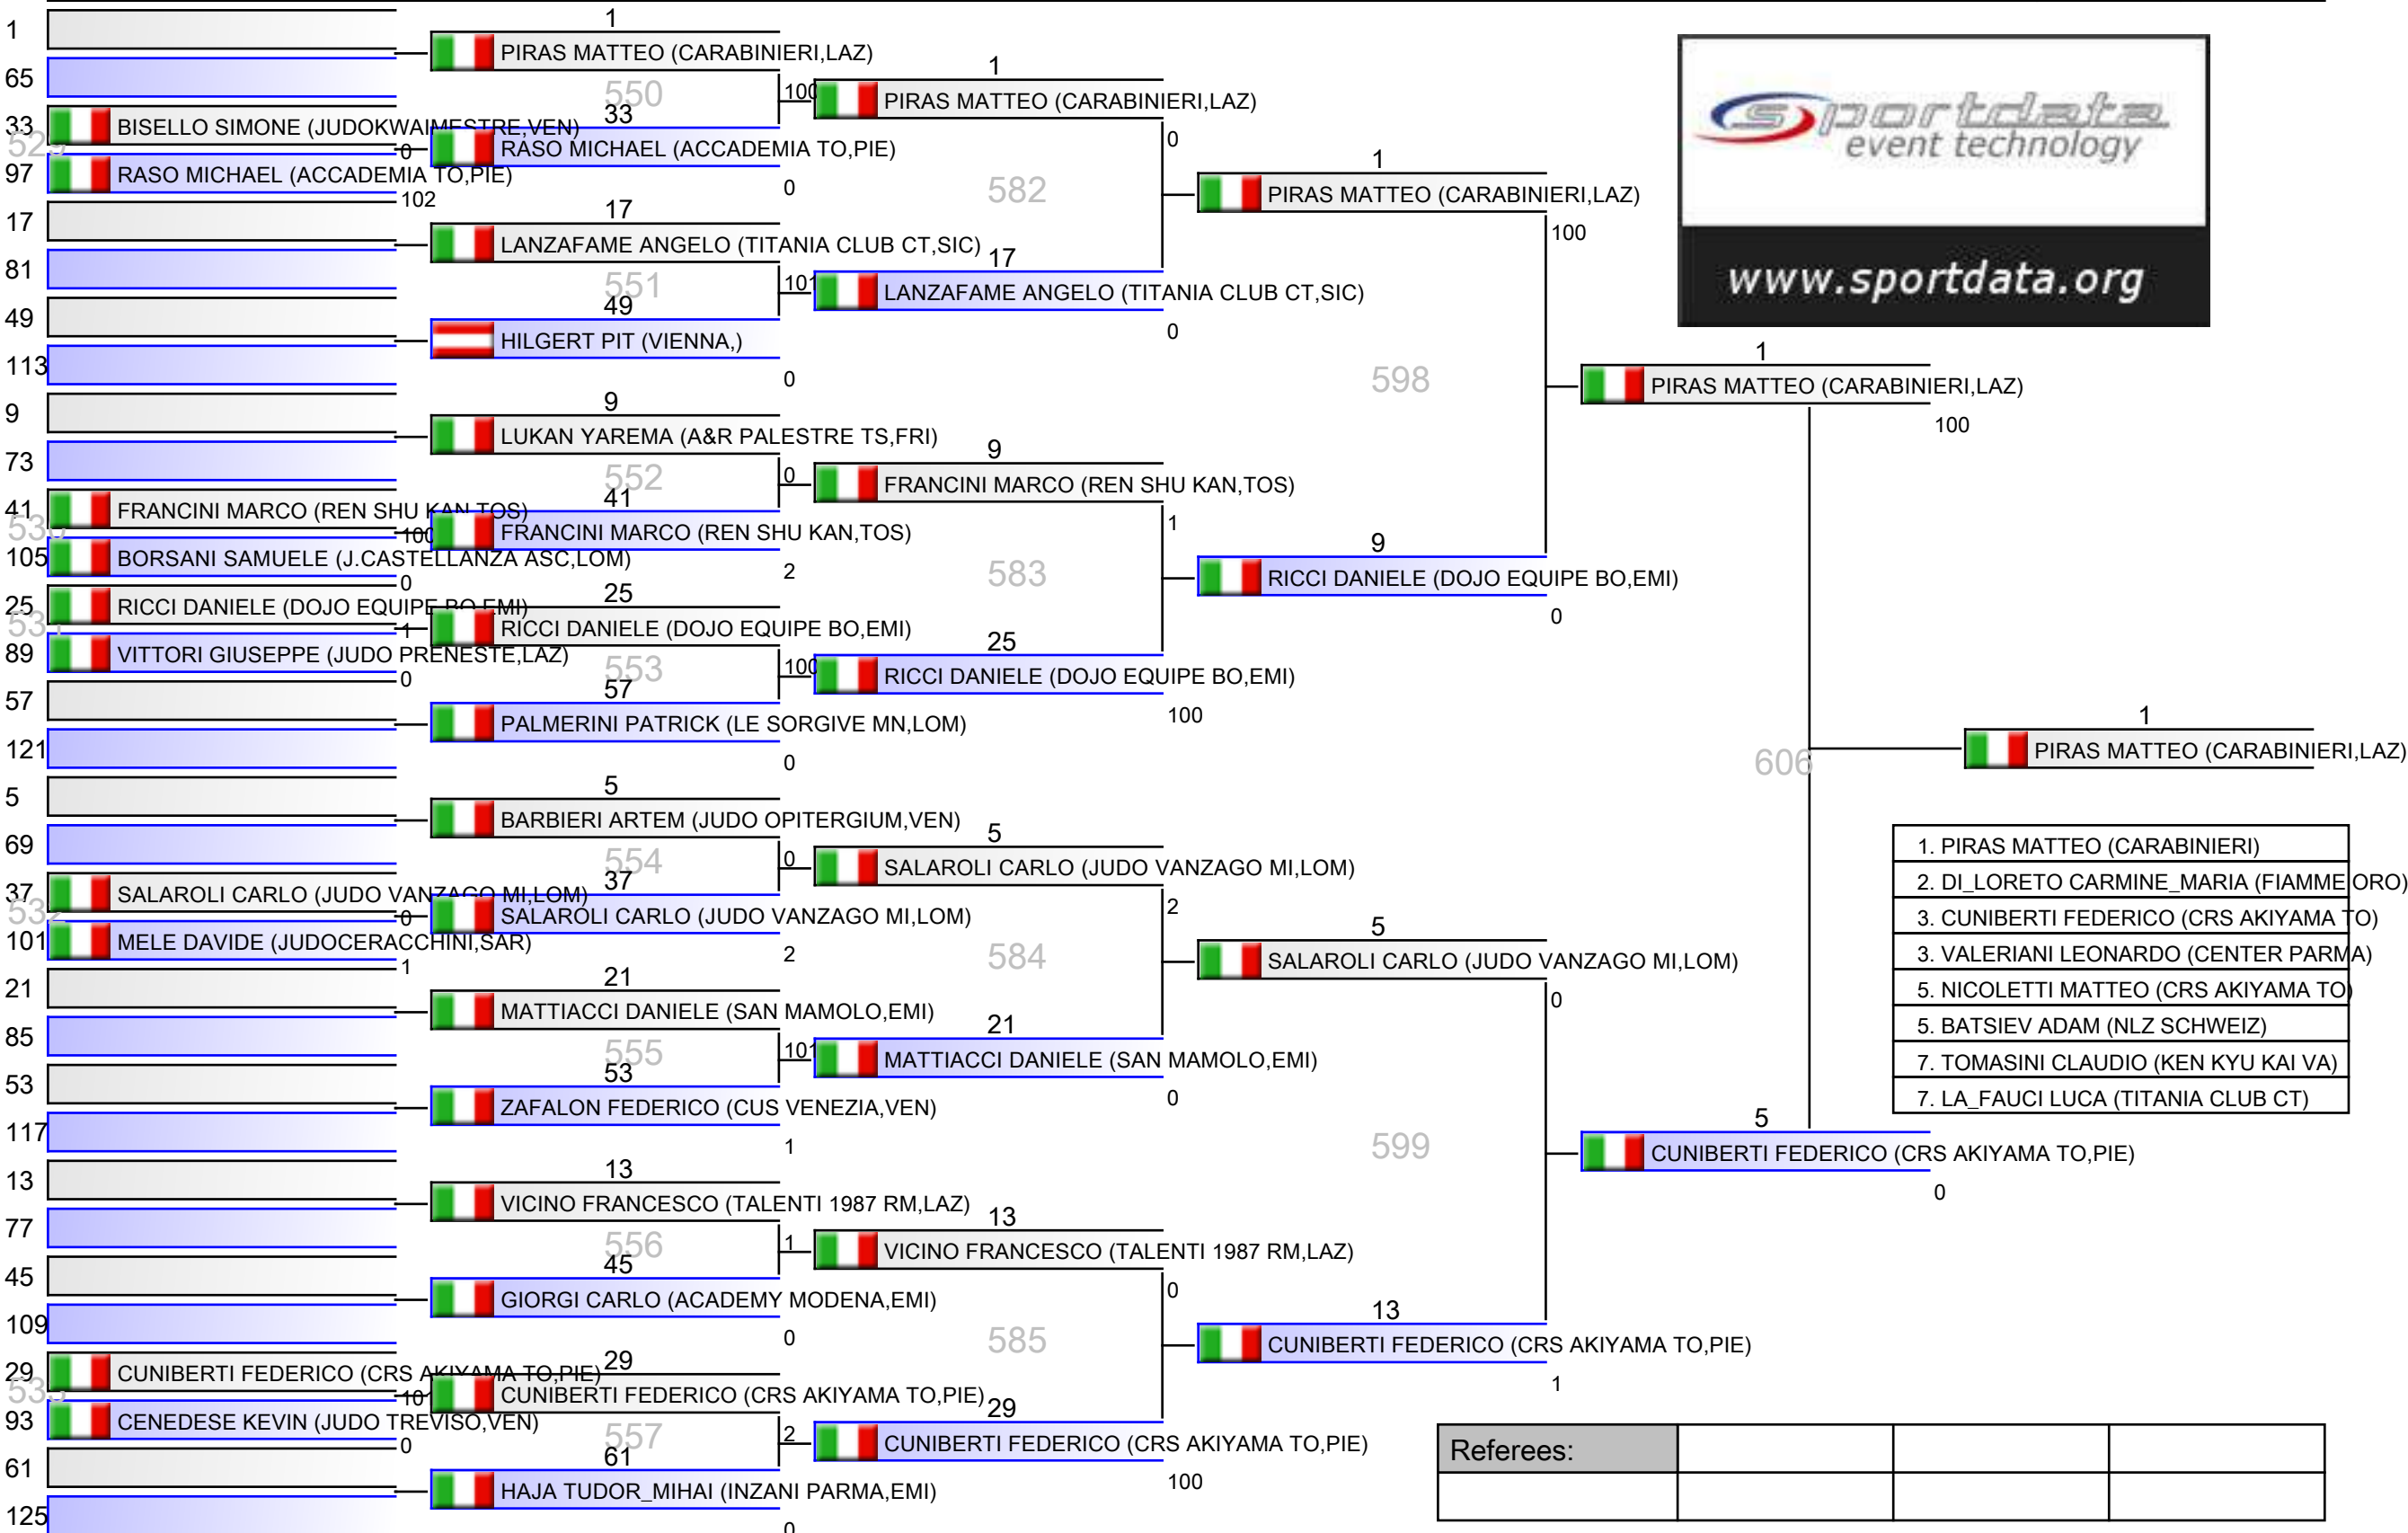 1
65
33
97
17
81
49
113
9
73
41
105
25
89
57
121
5
69
37
101
21
85
53
117
13
77
45
109
29
93
61
125
BISELLO SIMONE (JUDOKWAIMESTRE,VEN)
0
RASO MICHAEL (ACCADEMIA TO,PIE)
102
FRANCINI MARCO (REN SHU KAN,TOS)
100
BORSANI SAMUELE (J.CASTELLANZA ASC,LOM)
0
RICCI DANIELE (DOJO EQUIPE BO,EMI)
1
VITTORI GIUSEPPE (JUDO PRENESTE,LAZ)
0
SALAROLI CARLO (JUDO VANZAGO MI,LOM)
0
MELE DAVIDE (JUDOCERACCHINI,SAR)
1
CUNIBERTI FEDERICO (CRS AKIYAMA TO,PIE)
101
CENEDESE KEVIN (JUDO TREVISO,VEN)
0
1
PIRAS MATTEO (CARABINIERI,LAZ)
550
100
33
RASO MICHAEL (ACCADEMIA TO,PIE)
0
17
LANZAFAME ANGELO (TITANIA CLUB CT,SIC)
551
101
49
HILGERT PIT (VIENNA,)
0
9
LUKAN YAREMA (A&R PALESTRE TS,FRI)
552
0
41
FRANCINI MARCO (REN SHU KAN,TOS)
2
25
RICCI DANIELE (DOJO EQUIPE BO,EMI)
553
100
57
PALMERINI PATRICK (LE SORGIVE MN,LOM)
0
5
BARBIERI ARTEM (JUDO OPITERGIUM,VEN)
554
0
37
SALAROLI CARLO (JUDO VANZAGO MI,LOM)
2
21
MATTIACCI DANIELE (SAN MAMOLO,EMI)
555
101
53
ZAFALON FEDERICO (CUS VENEZIA,VEN)
1
13
VICINO FRANCESCO (TALENTI 1987 RM,LAZ)
556
1
45
GIORGI CARLO (ACADEMY MODENA,EMI)
0
29
CUNIBERTI FEDERICO (CRS AKIYAMA TO,PIE)
557
2
61
HAJA TUDOR_MIHAI (INZANI PARMA,EMI)
0
1
PIRAS MATTEO (CARABINIERI,LAZ)
0
582
17
LANZAFAME ANGELO (TITANIA CLUB CT,SIC)
0
9
FRANCINI MARCO (REN SHU KAN,TOS)
1
583
25
RICCI DANIELE (DOJO EQUIPE BO,EMI)
100
5
SALAROLI CARLO (JUDO VANZAGO MI,LOM)
2
584
21
MATTIACCI DANIELE (SAN MAMOLO,EMI)
0
13
VICINO FRANCESCO (TALENTI 1987 RM,LAZ)
0
585
29
CUNIBERTI FEDERICO (CRS AKIYAMA TO,PIE)
100
1
PIRAS MATTEO (CARABINIERI,LAZ)
100
598
9
RICCI DANIELE (DOJO EQUIPE BO,EMI)
0
5
SALAROLI CARLO (JUDO VANZAGO MI,LOM)
0
599
13
CUNIBERTI FEDERICO (CRS AKIYAMA TO,PIE)
1
sportdata
event technology
www.sportdata.org
1
PIRAS MATTEO (CARABINIERI,LAZ)
100
606
5
CUNIBERTI FEDERICO (CRS AKIYAMA TO,PIE)
0
1
PIRAS MATTEO (CARABINIERI,LAZ)
1. PIRAS MATTEO (CARABINIERI)
2. DI_LORETO CARMINE_MARIA (FIAMME ORO)
3. CUNIBERTI FEDERICO (CRS AKIYAMA TO)
3. VALERIANI LEONARDO (CENTER PARMA)
5. NICOLETTI MATTEO (CRS AKIYAMA TO)
5. BATSIEV ADAM (NLZ SCHWEIZ)
7. TOMASINI CLAUDIO (KEN KYU KAI VA)
7. LA_FAUCI LUCA (TITANIA CLUB CT)
Referees: